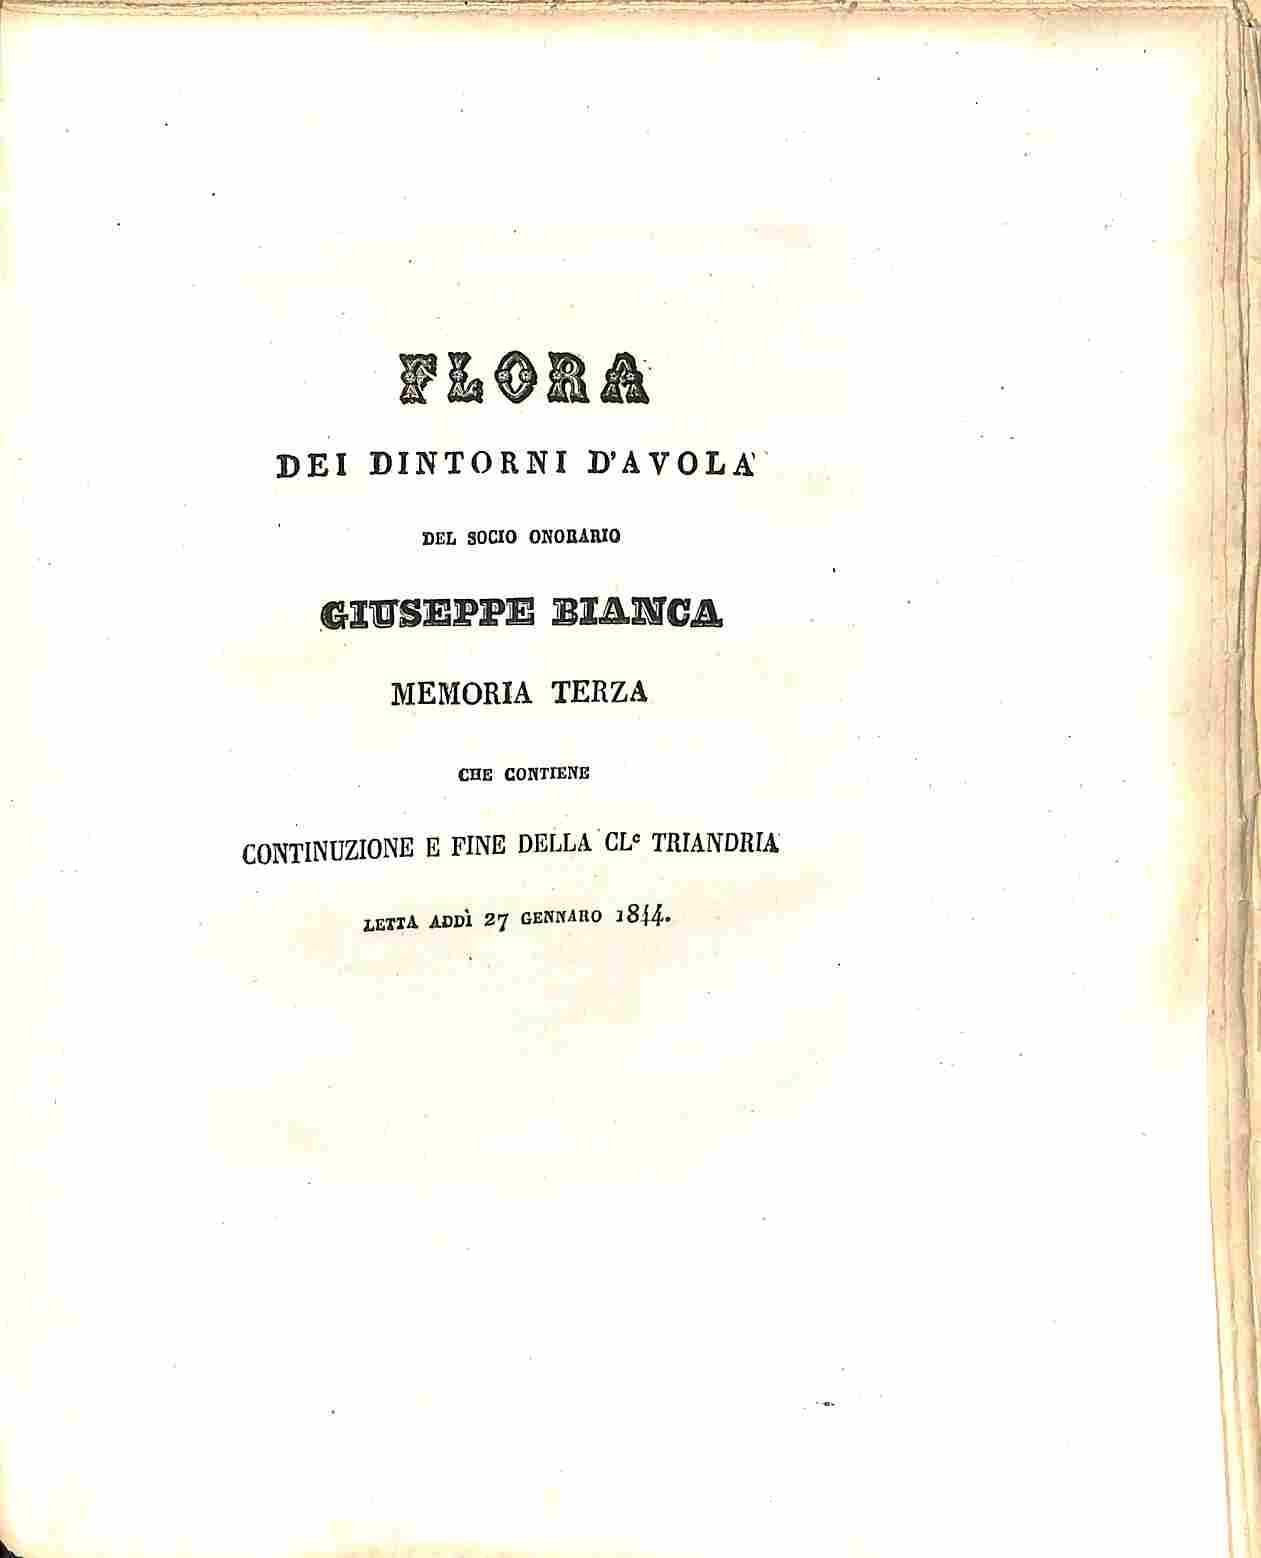 FLORA
DEI DINTORNI D'AVOLA
DEL SOCIO ONORARIO
GIUSEPPE BIANCA
MEMORIA TERZA
CHE CONTIENE
CONTINUZIONE E FINE DELLA CLᵉ TRIANDRIA
LETTA ADDÌ 27 GENNARO 1844.